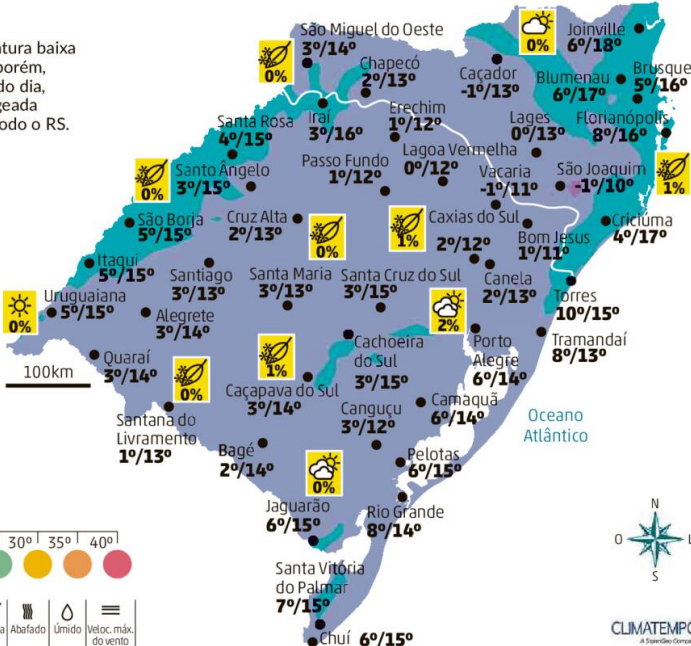 tura baixa
porém,
do dia,
geada
odo o RS.
São Miguel do Oeste
3º/14º
0%
Chapecó
2º/13º
0%
Joinville
6º/18º
Caçador
-1º/13º
Blumenau
6º/17º
Brusque
5º/16º
Erechim
1º/12º
Iraí
3º/16º
Santa Rosa
4º/15º
Lages
0º/13º
Florianópolis
8º/16º
Lagoa Vermelha
0º/12º
Passo Fundo
1º/12º
Santo Ângelo
3º/15º
0%
Vacaria
-1º/11º
São Joaquim
-1º/10º
1%
São Borja
5º/15º
Cruz Alta
2º/13º
0%
1%
Caxias do Sul
2º/12º
Bom Jesus
1º/11º
Criciúma
4º/17º
Itaqui
5º/15º
Santiago
3º/13º
Santa Maria
3º/13º
Santa Cruz do Sul
3º/15º
Canela
2º/13º
Torres
10º/15º
0%
Uruguaiana
5º/15º
Alegrete
3º/14º
2%
Tramandaí
8º/13º
Porto
Alegre
6º/14º
Cachoeira
do Sul
3º/15º
Quaraí
3º/14º
100km
0%
1%
Caçapava do Sul
3º/14º
Camaquã
6º/14º
Canguçu
3º/12º
Santana do
Livramento
1º/13º
Bagé
2º/14º
Oceano
Atlântico
Pelotas
6º/15º
0%
Jaguarão
6º/15º
Rio Grande
8º/14º
Santa Vitória
do Palmar
7º/15º
Chuí 6º/15º
30º 35º 40º
Abafado
Úmido
Veloc. máx.
do vento
N
O L
S
CLIMATEMPO